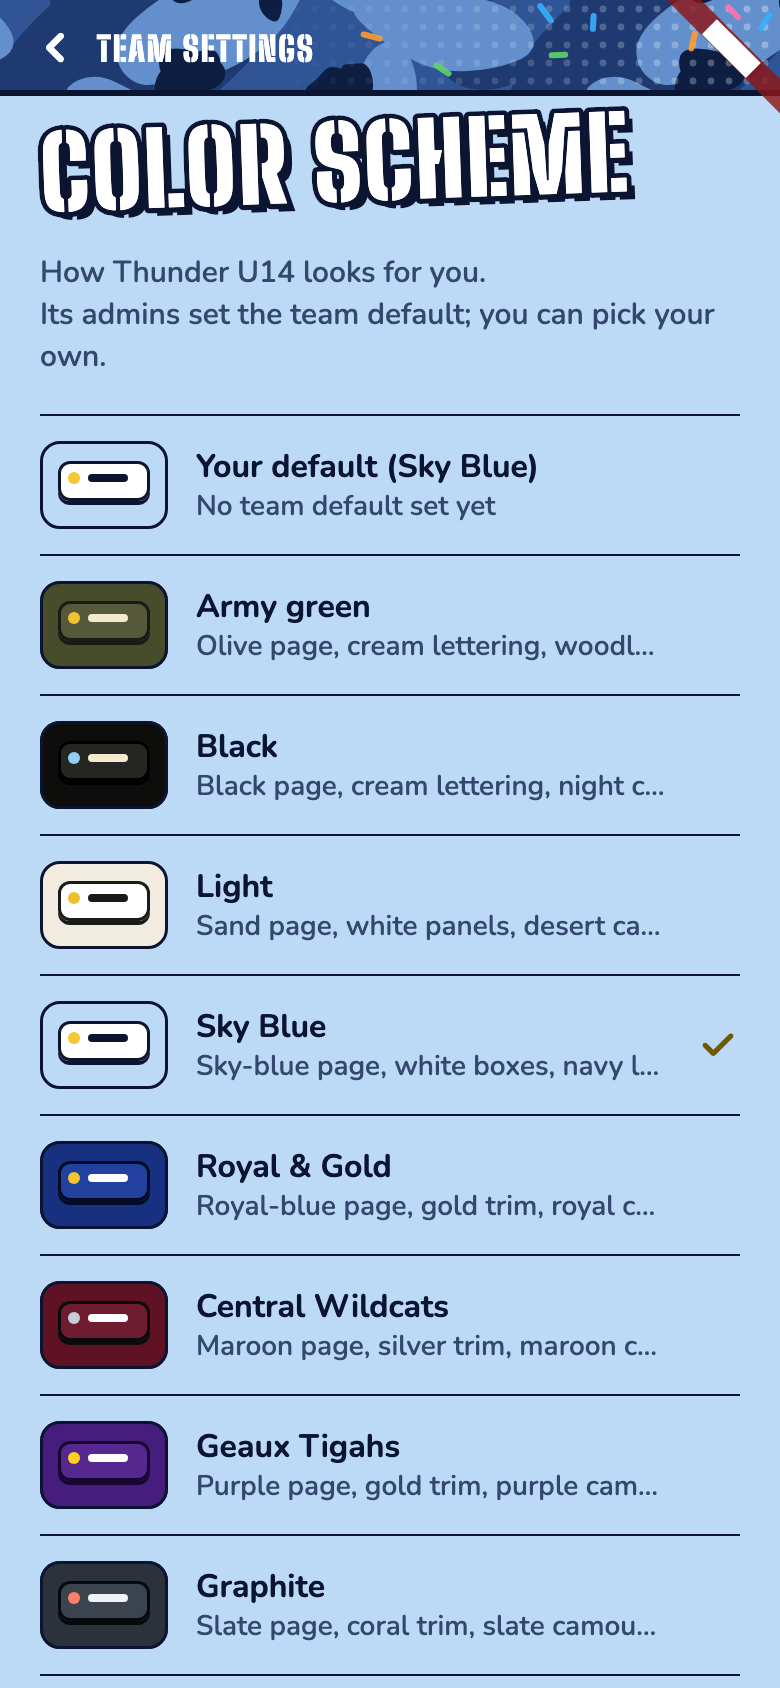 TEAM SETTINGS
COLOR SCHEME
How Thunder U14 looks for you.
Its admins set the team default; you can pick your
own.
Your default (Sky Blue)
No team default set yet
Army green
Olive page, cream lettering, woodl...
Black
Black page, cream lettering, night c...
Light
Sand page, white panels, desert ca...
Sky Blue
Sky-blue page, white boxes, navy l...
Royal & Gold
Royal-blue page, gold trim, royal c...
Central Wildcats
Maroon page, silver trim, maroon c...
Geaux Tigahs
Purple page, gold trim, purple cam...
Graphite
Slate page, coral trim, slate camou...